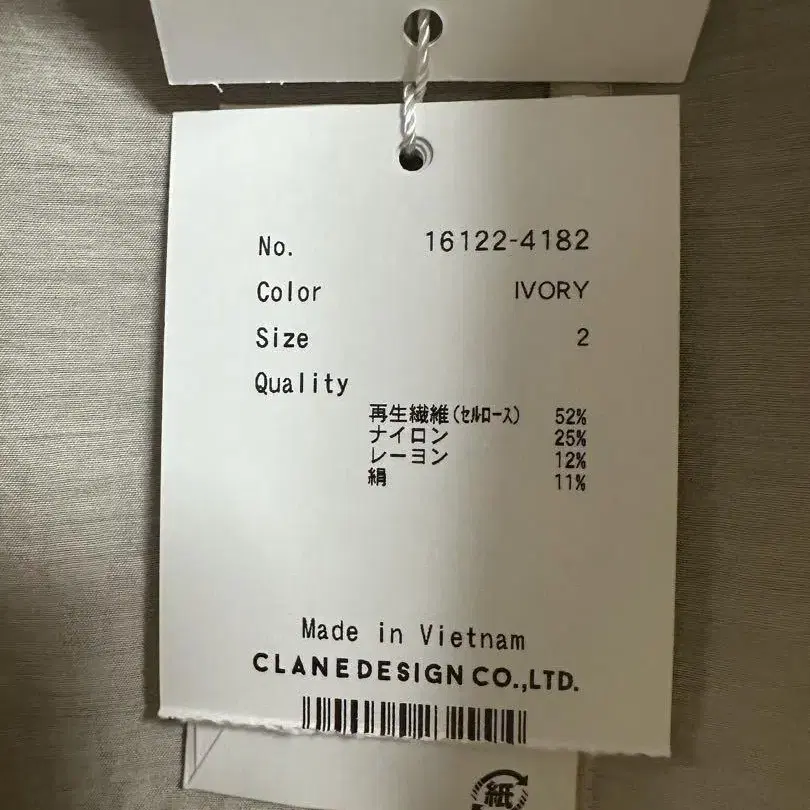 No. 16122-4182
Color IVORY
Size 2
Quality
再生繊維(ｾﾙﾛｰｽ) 52%
ナイロン 25%
レーヨン 12%
絹 11%
Made in Vietnam
CLANEDESIGN CO.,LTD.
紙